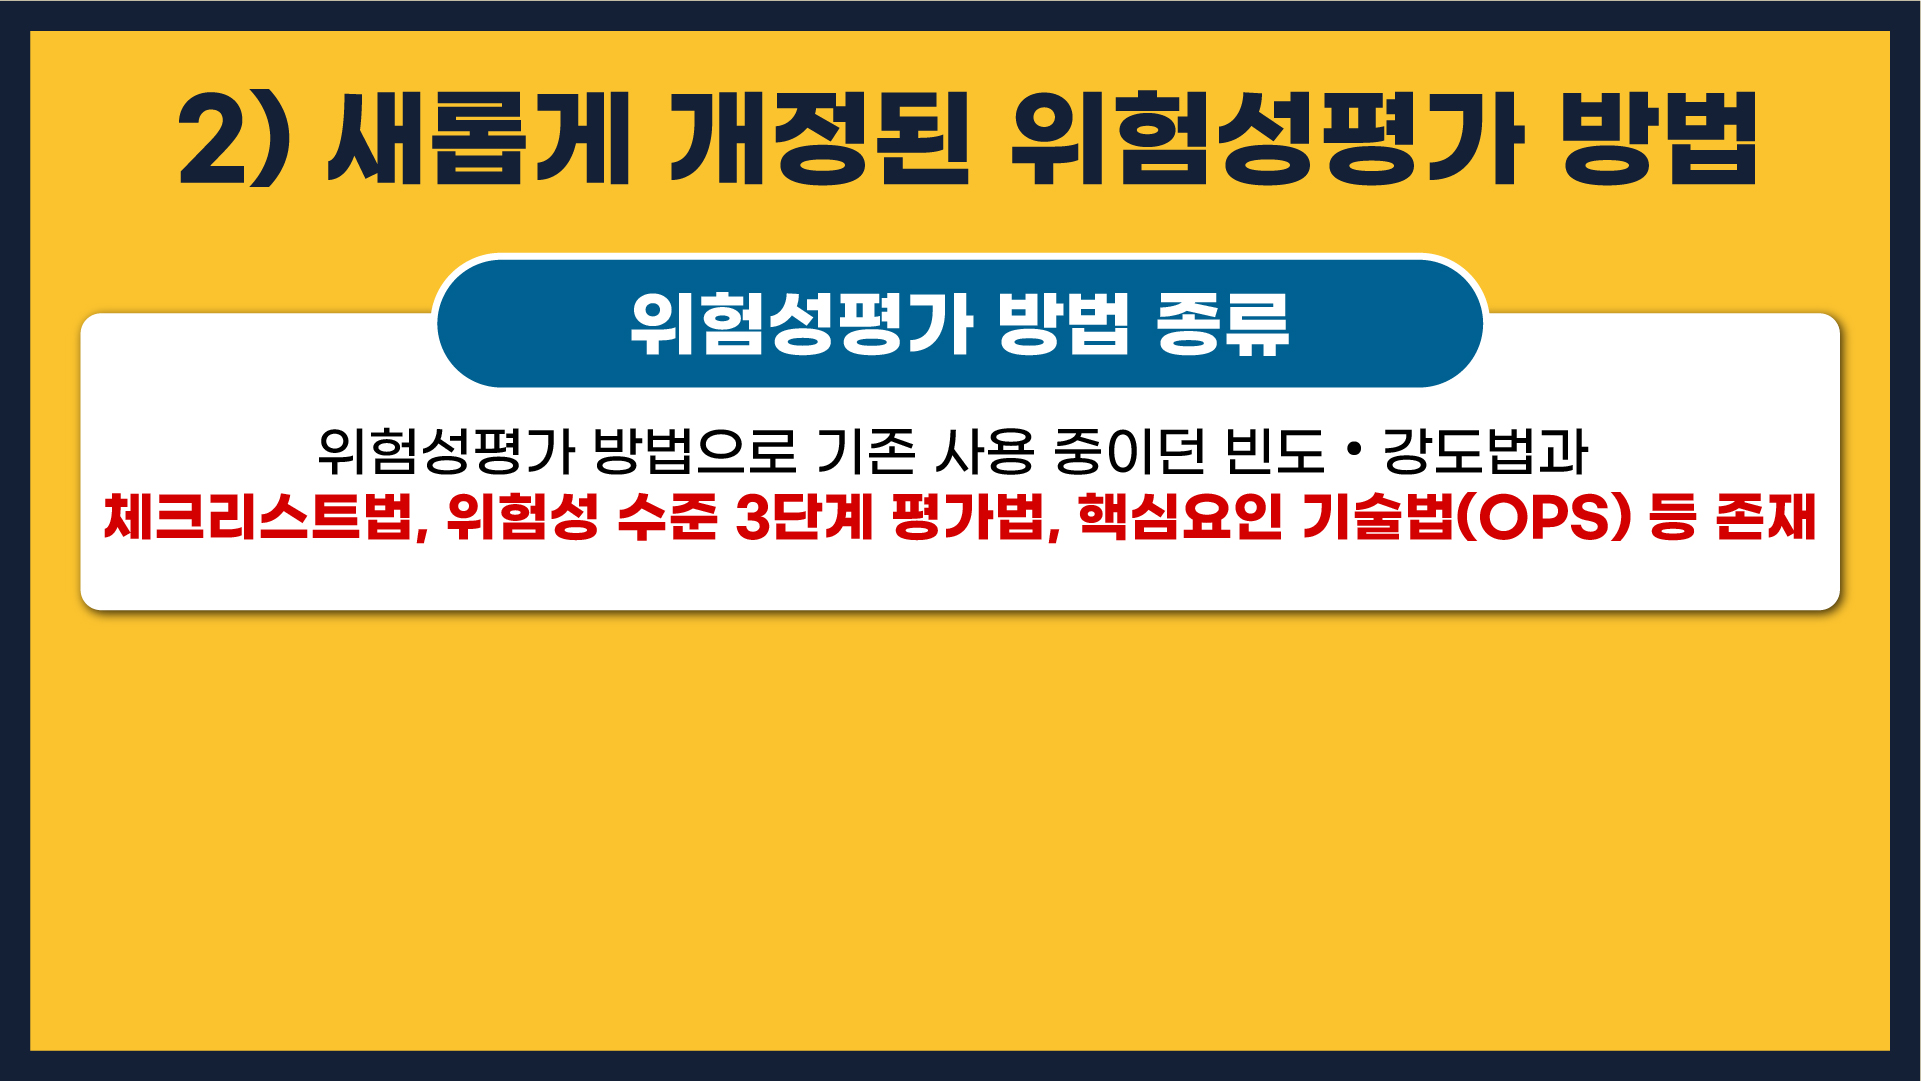 2) 새롭게 개정된 위험성평가 방법
위험성평가 방법 종류
위험성평가 방법으로 기존 사용 중이던 빈도 • 강도법과
체크리스트법, 위험성 수준 3단계 평가법, 핵심요인 기술법(OPS) 등 존재